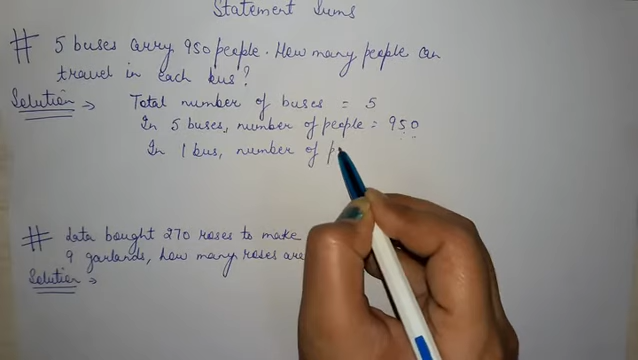 Statement Sums
# 5 buses carry 950 people. How many people can
travel in each bus?
Solution → Total number of buses = 5
In 5 buses, number of people = 950
In 1 bus, number of p
# Lata bought 270 roses to make
9 garlands, how many roses are
Solution →